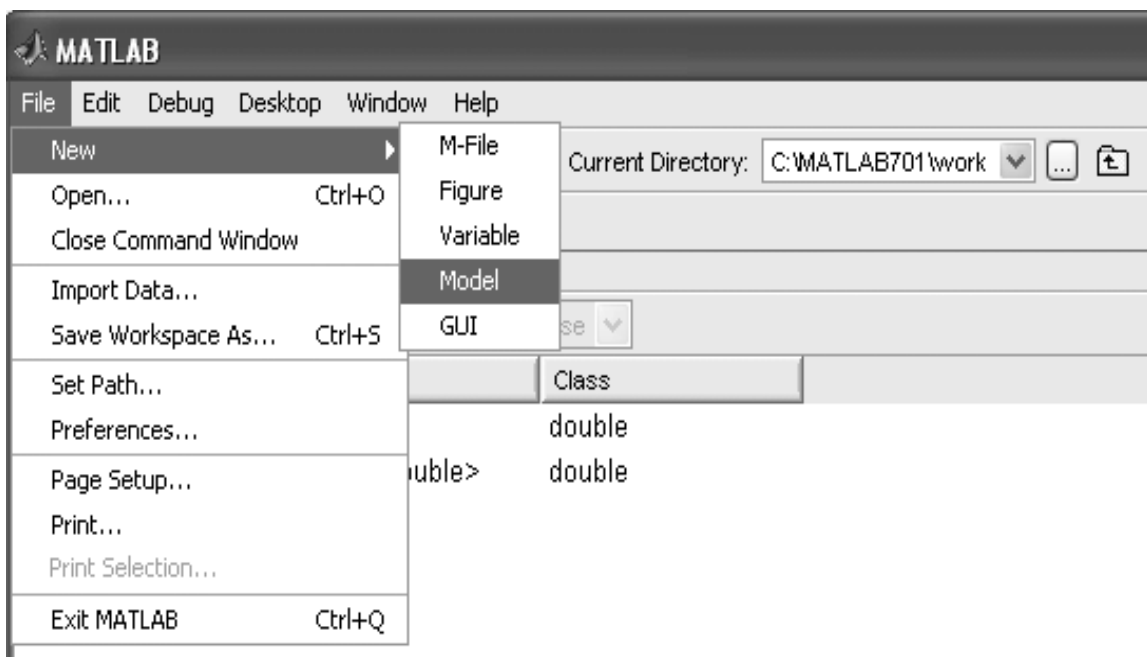 MATLAB
File Edit Debug Desktop Window Help
New
Open... Ctrl+O
Close Command Window
Import Data...
Save Workspace As... Ctrl+S
Set Path...
Preferences...
Page Setup...
Print...
Print Selection...
Exit MATLAB Ctrl+Q
M-File
Figure
Variable
Model
GUI
Current Directory: C:\MATLAB701\work ...
se
Class
double
uble> double